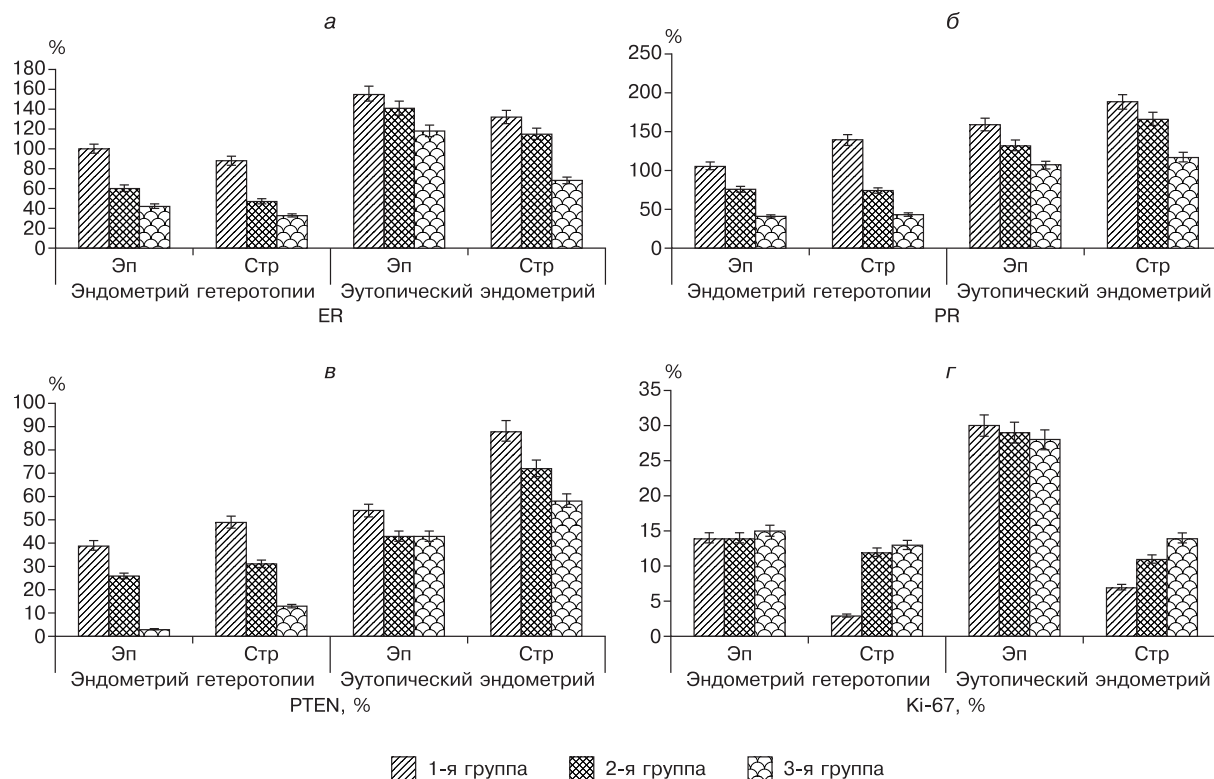 а
%
180
160
140
120
100
80
60
40
20
0
Эп Стр Эп Стр
Эндометрий гетеротопии Эутопический эндометрий
ER
б
%
250
200
150
100
50
0
Эп Стр Эп Стр
Эндометрий гетеротопии Эутопический эндометрий
PR
в
%
100
90
80
70
60
50
40
30
20
10
0
Эп Стр Эп Стр
Эндометрий гетеротопии Эутопический эндометрий
PTEN, %
г
%
35
30
25
20
15
10
5
0
Эп Стр Эп Стр
Эндометрий гетеротопии Эутопический эндометрий
Ki-67, %
1-я группа 2-я группа 3-я группа